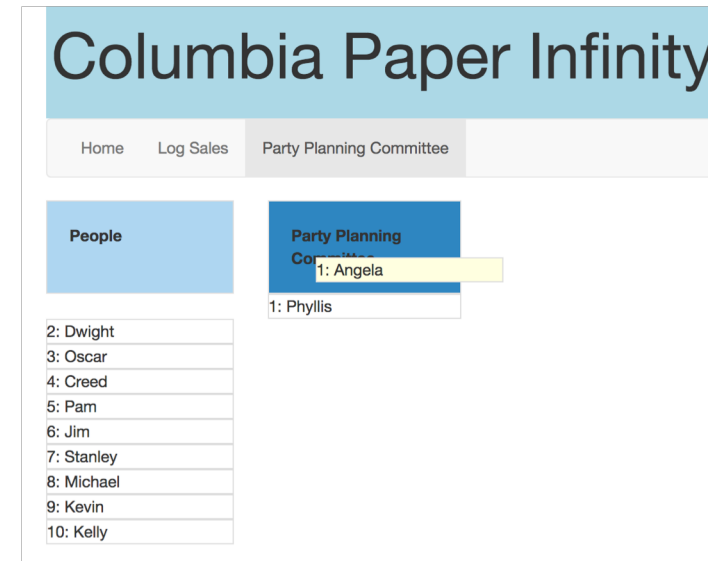 Columbia Paper Infinity
Home Log Sales Party Planning Committee
People
Party Planning
Committee
1: Angela
1: Phyllis
2: Dwight
3: Oscar
4: Creed
5: Pam
6: Jim
7: Stanley
8: Michael
9: Kevin
10: Kelly